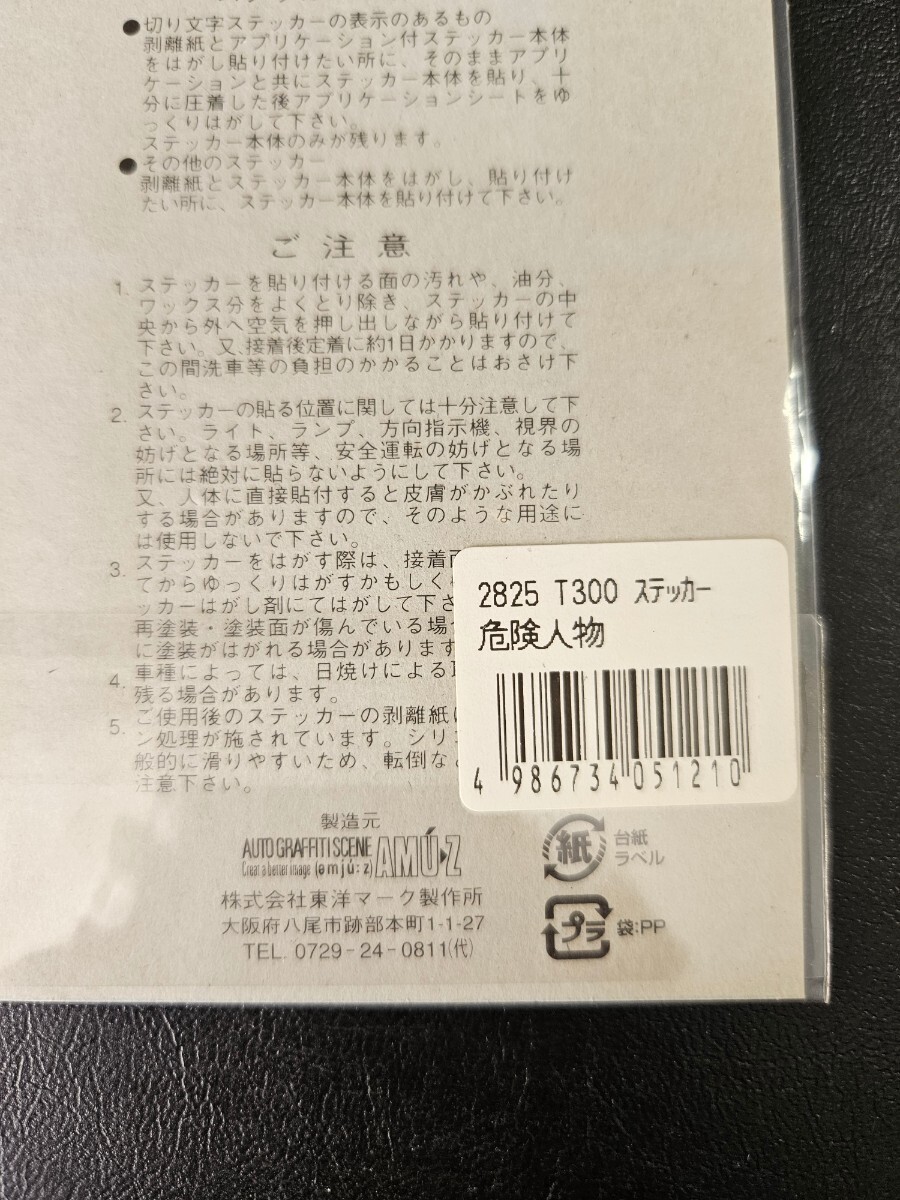 ●切り文字ステッカーの表示のあるもの
剥離紙とアプリケーション付ステッカー本体
をはがし貼り付けたい所に、そのままアプリ
ケーションと共にステッカー本体を貼り、十
分に圧着した後アプリケーションシートをゆ
っくりはがして下さい。
ステッカー本体のみが残ります。
●その他のステッカー
剥離紙とステッカー本体をはがし、貼り付け
たい所に、ステッカー本体を貼り付けて下さい。
ご注意
1. ステッカーを貼り付ける面の汚れや、油分、
ワックス分をよくとり除き、ステッカーの中
央から外へ空気を押し出しながら貼り付けて
下さい。又、接着後定着に約1日かかりますので、
この間洗車等の負担のかかることはおさけ下
さい。
2. ステッカーの貼る位置に関しては十分注意して下
さい。ライト、ランプ、方向指示機、視界の
妨げとなる場所等、安全運転の妨げとなる場
所には絶対に貼らないようにして下さい。
又、人体に直接貼付すると皮膚がかぶれたり
する場合がありますので、そのような用途に
は使用しないで下さい。
3. ステッカーをはがす際は、接着
てからゆっくりはがすかもしく
ッカーはがし剤にてはがして下さ
再塗装・塗装面が傷んでいる場
に塗装がはがれる場合があります
4. 車種によっては、日焼けによる
残る場合があります。
5. ご使用後のステッカーの剥離紙
ン処理が施されています。シリ
般的に滑りやすいため、転倒な
注意下さい。
2825 T300 ステッカー
危険人物
4 986734 051210
製造元
AUTO GRAFFITI SCENE
Creat a better image [əmjú:z] AMÚ・Z
株式会社東洋マーク製作所
大阪府八尾市跡部本町1-1-27
TEL. 0729-24-0811(代)
紙 台紙
ラベル
プラ 袋:PP